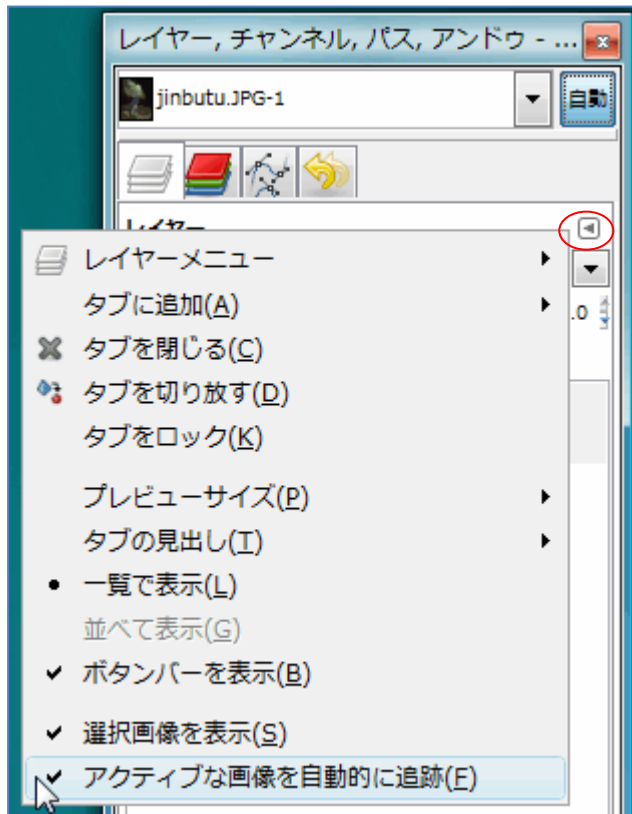 レイヤー, チャンネル, パス, アンドゥ - ...
jinbutu.JPG-1
自動
レイヤー
レイヤーメニュー
タブに追加(A)
.0
タブを閉じる(C)
タブを切り放す(D)
タブをロック(K)
プレビューサイズ(P)
タブの見出し(T)
一覧で表示(L)
並べて表示(G)
ボタンバーを表示(B)
選択画像を表示(S)
アクティブな画像を自動的に追跡(F)